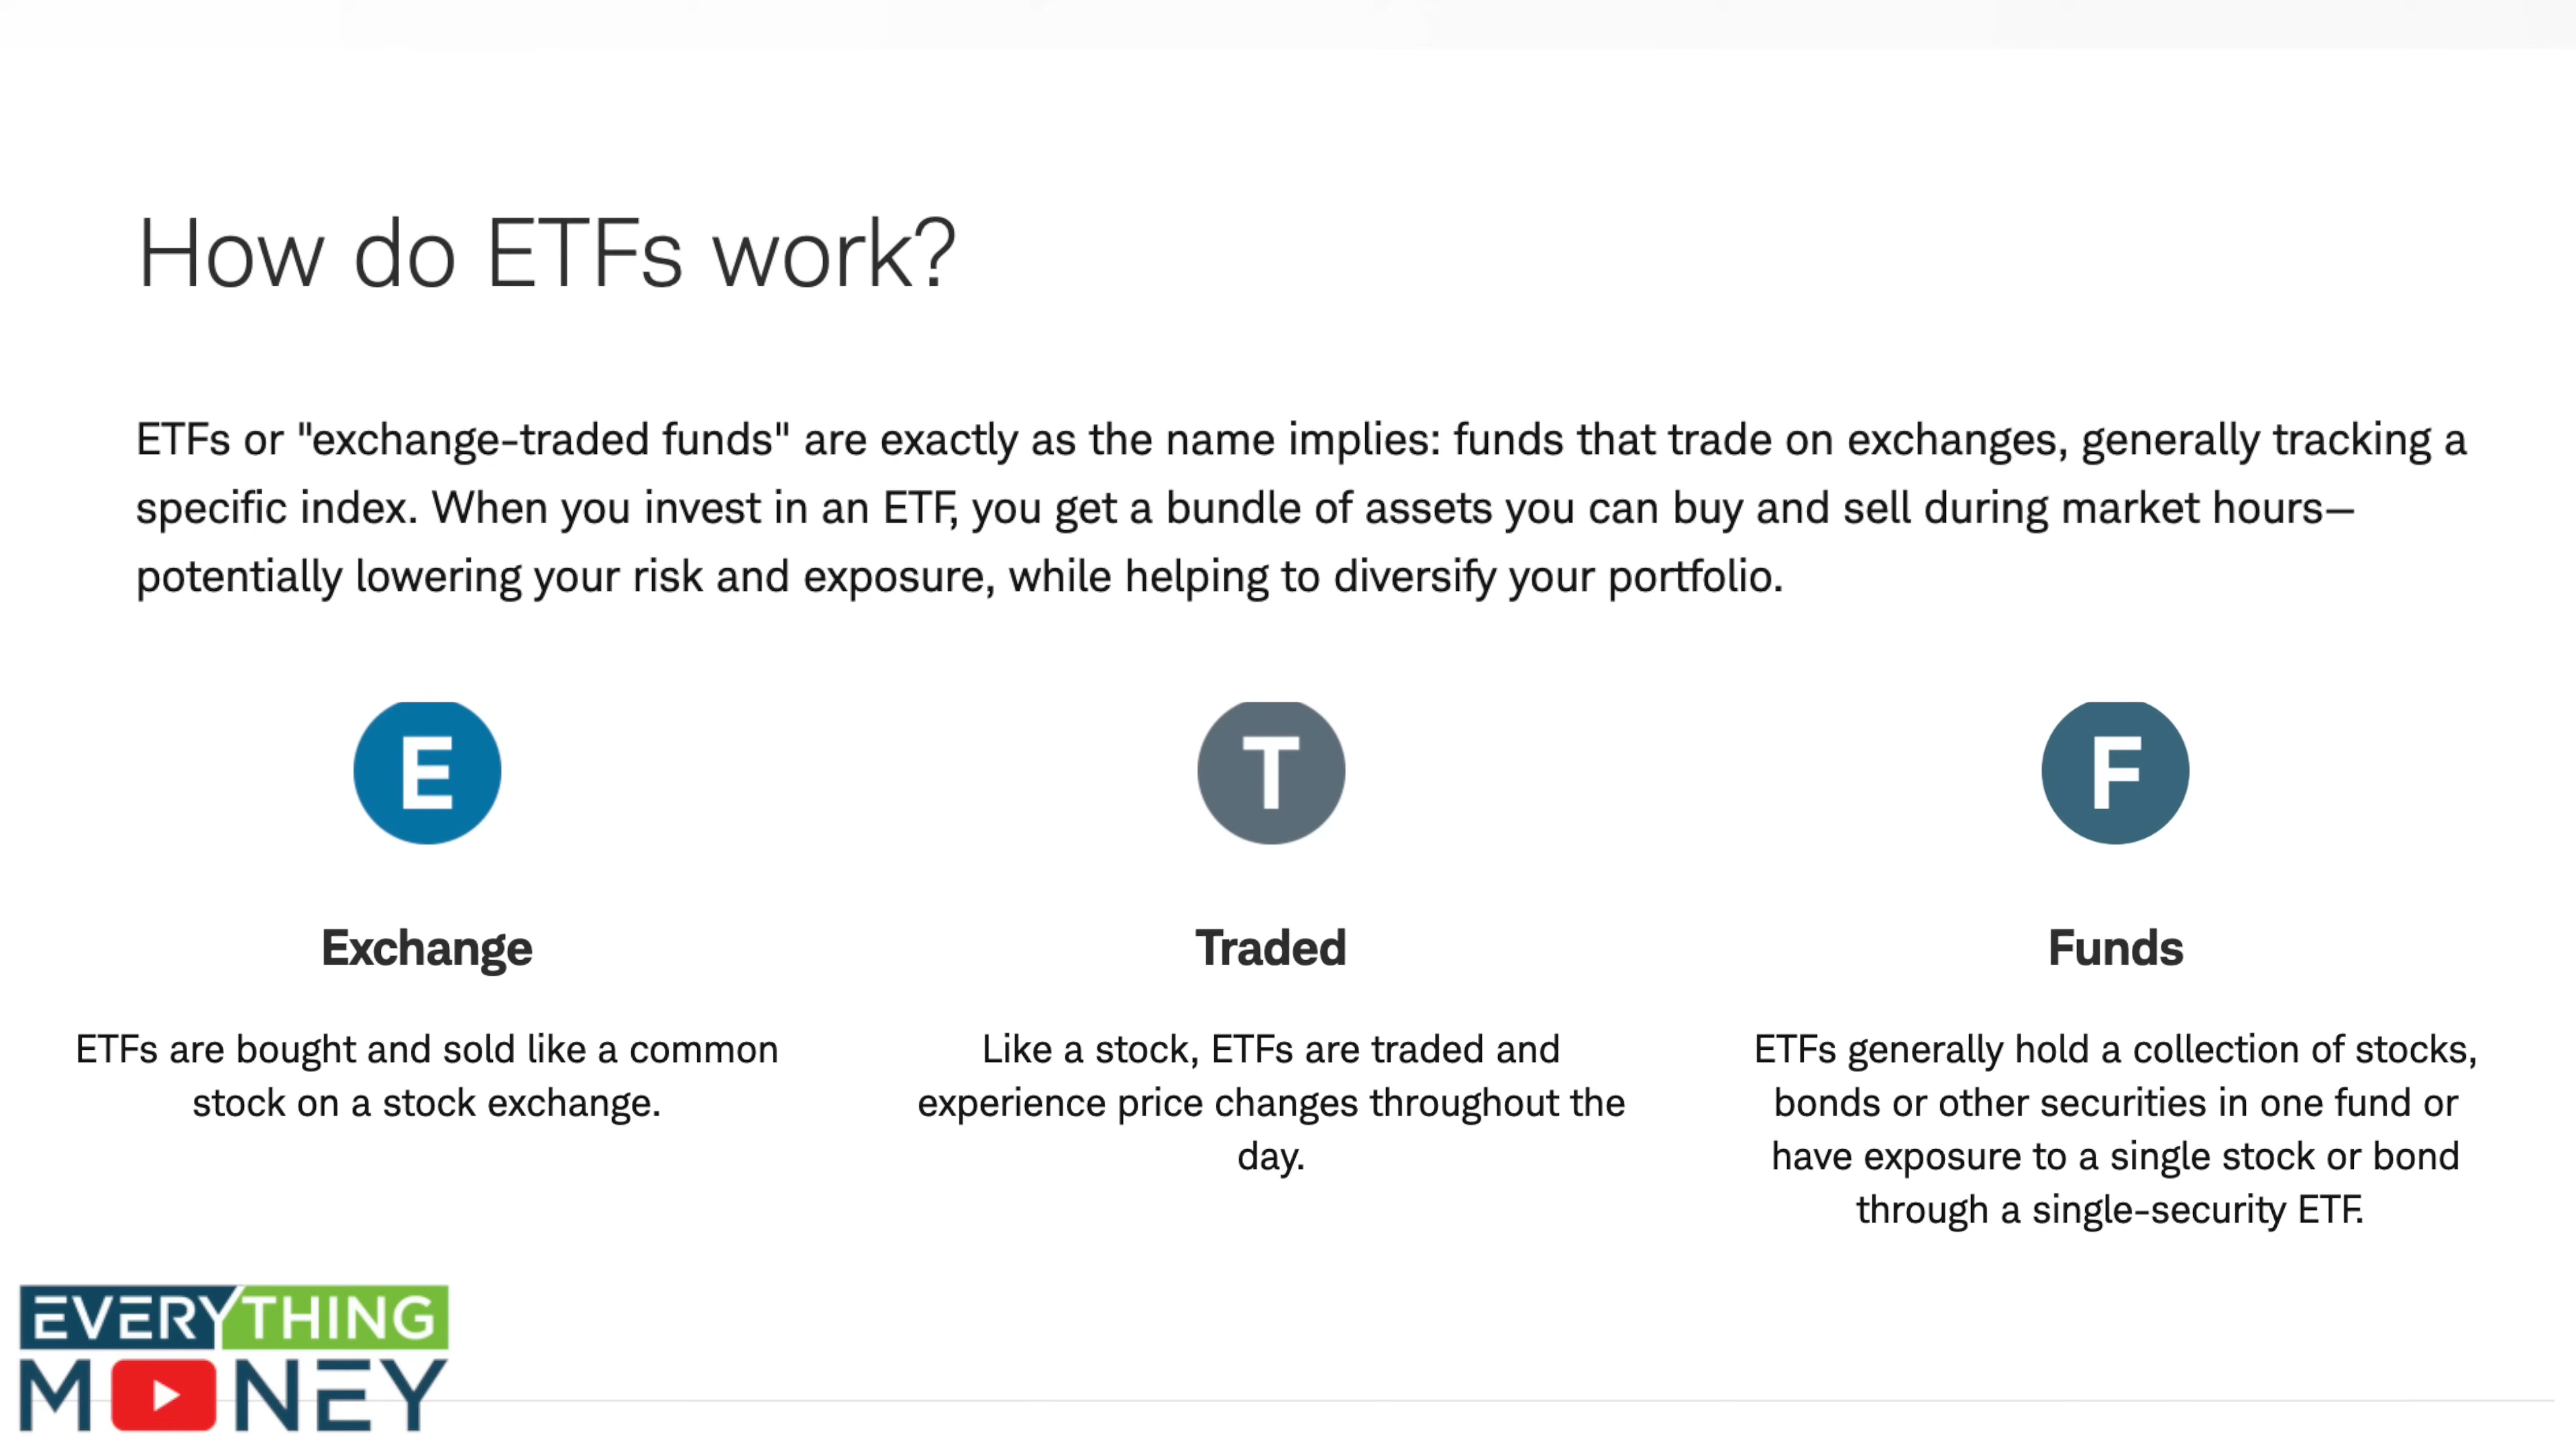 How do ETFs work?
ETFs or "exchange-traded funds" are exactly as the name implies: funds that trade on exchanges, generally tracking a
specific index. When you invest in an ETF, you get a bundle of assets you can buy and sell during market hours—
potentially lowering your risk and exposure, while helping to diversify your portfolio.
E
Exchange
ETFs are bought and sold like a common
stock on a stock exchange.
T
Traded
Like a stock, ETFs are traded and
experience price changes throughout the
day.
F
Funds
ETFs generally hold a collection of stocks,
bonds or other securities in one fund or
have exposure to a single stock or bond
through a single-security ETF.
EVERYTHING
MONEY